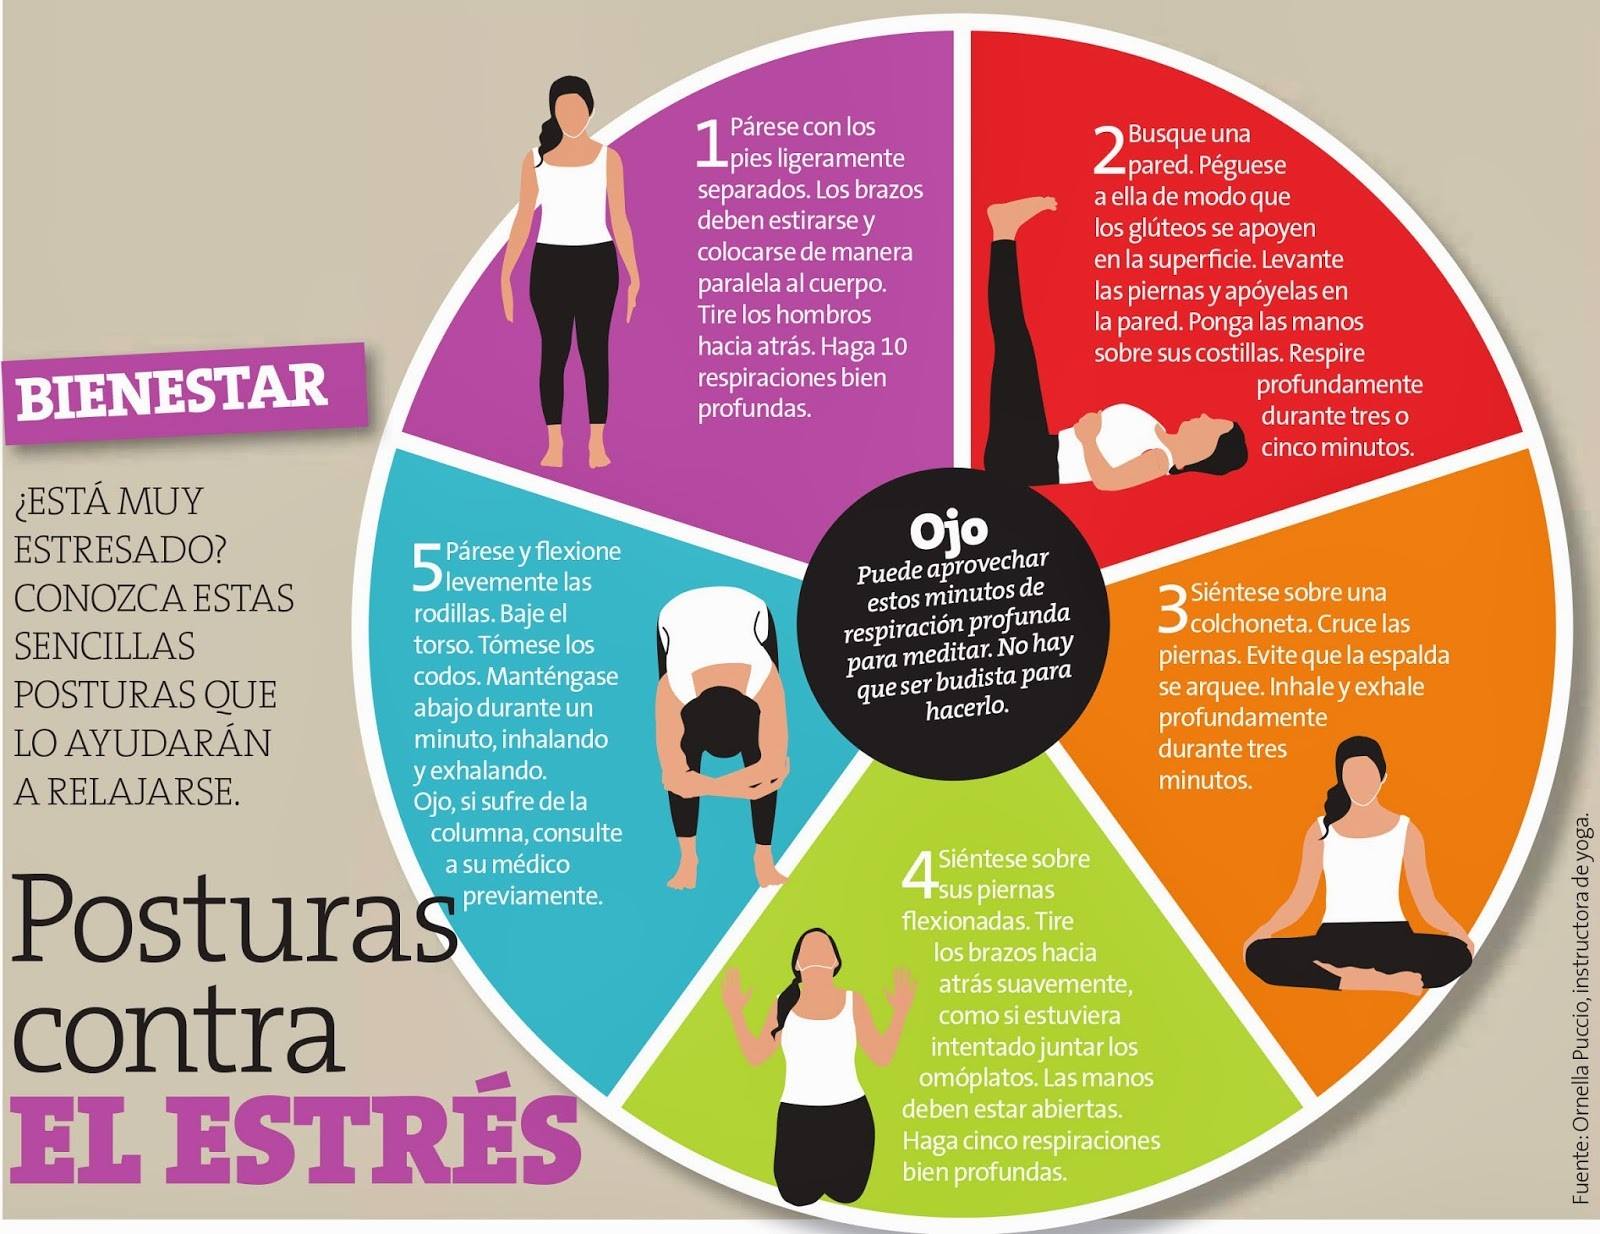 BIENESTAR
¿ESTÁ MUY
ESTRESADO?
CONOZCA ESTAS
SENCILLAS
POSTURAS QUE
LO AYUDARÁN
A RELAJARSE.
Posturas
contra
EL ESTRÉS
1 Párese con los
pies ligeramente
separados. Los brazos
deben estirarse y
colocarse de manera
paralela al cuerpo.
Tire los hombros
hacia atrás. Haga 10
respiraciones bien
profundas.
2 Busque una
pared. Péguese
a ella de modo que
los glúteos se apoyen
en la superficie. Levante
las piernas y apóyelas en
la pared. Ponga las manos
sobre sus costillas. Respire
profundamente
durante tres o
cinco minutos.
3 Siéntese sobre una
colchoneta. Cruce las
piernas. Evite que la espalda
se arquee. Inhale y exhale
profundamente
durante tres
minutos.
4 Siéntese sobre
sus piernas
flexionadas. Tire
los brazos hacia
atrás suavemente,
como si estuviera
intentado juntar los
omóplatos. Las manos
deben estar abiertas.
Haga cinco respiraciones
bien profundas.
5 Párese y flexione
levemente las
rodillas. Baje el
torso. Tómese los
codos. Manténgase
abajo durante un
minuto, inhalando
y exhalando.
Ojo, si sufre de la
columna, consulte
a su médico
previamente.
Ojo
Puede aprovechar
estos minutos de
respiración profunda
para meditar. No hay
que ser budista para
hacerlo.
Fuente: Ornella Puccio, instructora de yoga.